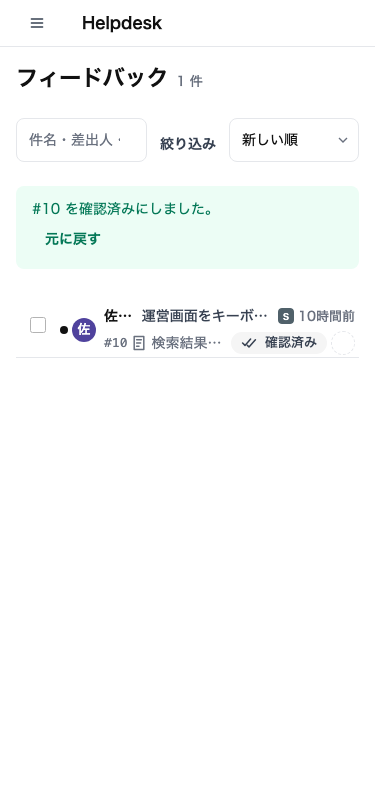 Helpdesk
フィードバック 1 件
件名・差出人・ 絞り込み 新しい順
#10 を確認済みにしました。
元に戻す
佐 佐… 運営画面をキーボ… S 10時間前
#10 検索結果… 確認済み